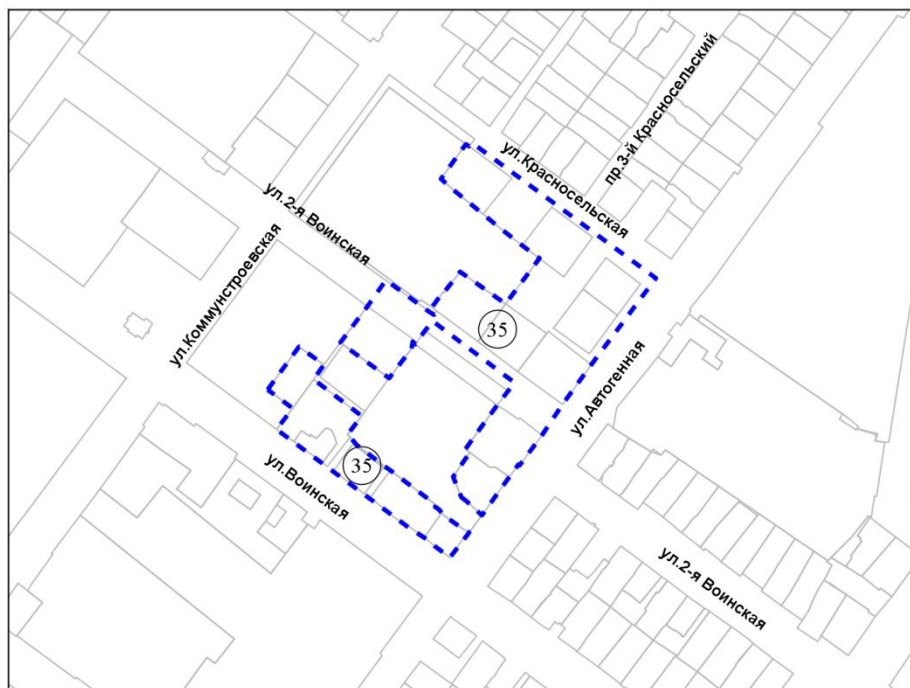 пр.3-й Красносельский
ул.Красносельская
ул.2-я Воинская
ул.Коммунстроевская
35
ул.Автогенная
35
ул.Воинская
ул.2-я Воинская